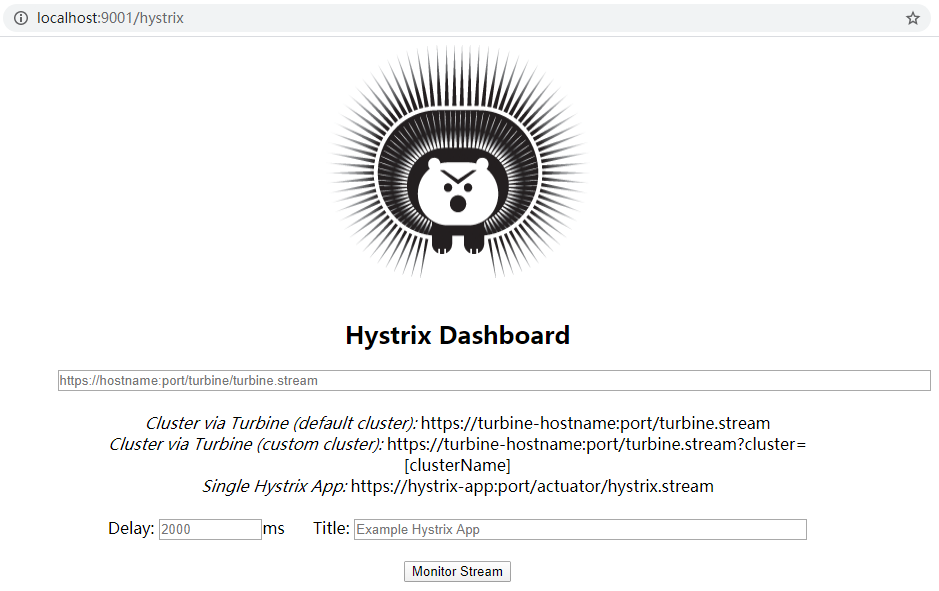 localhost:9001/hystrix
Hystrix Dashboard
https://hostname:port/turbine/turbine.stream
Cluster via Turbine (default cluster): https://turbine-hostname:port/turbine.stream
Cluster via Turbine (custom cluster): https://turbine-hostname:port/turbine.stream?cluster=
[clusterName]
Single Hystrix App: https://hystrix-app:port/actuator/hystrix.stream
Delay: 2000 ms Title: Example Hystrix App
Monitor Stream